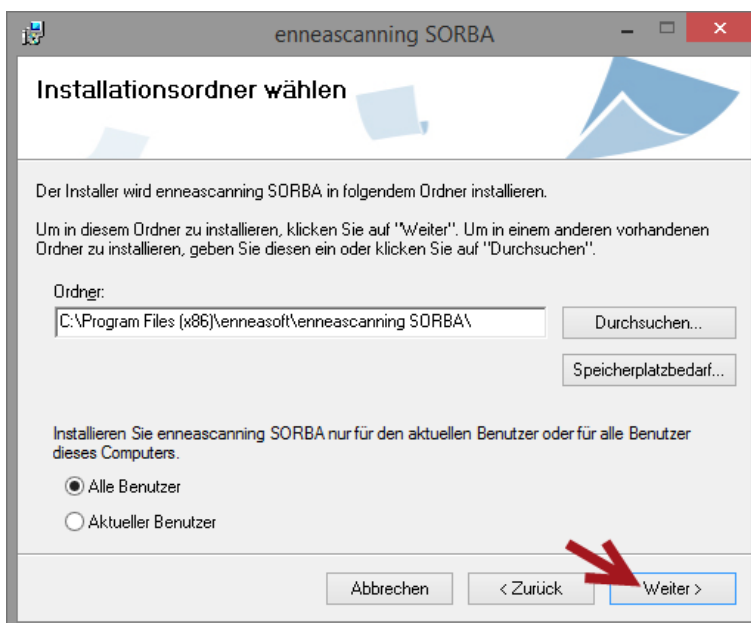 enneascanning SORBA
Installationsordner wählen
Der Installer wird enneascanning SORBA in folgendem Ordner installieren.
Um in diesem Ordner zu installieren, klicken Sie auf "Weiter". Um in einem anderen vorhandenen
Ordner zu installieren, geben Sie diesen ein oder klicken Sie auf "Durchsuchen".
Ordner:
C:\Program Files (x86)\enneasoft\enneascanning SORBA\
Durchsuchen...
Speicherplatzbedarf...
Installieren Sie enneascanning SORBA nur für den aktuellen Benutzer oder für alle Benutzer
dieses Computers.
Alle Benutzer
Aktueller Benutzer
Abbrechen
< Zurück
Weiter >